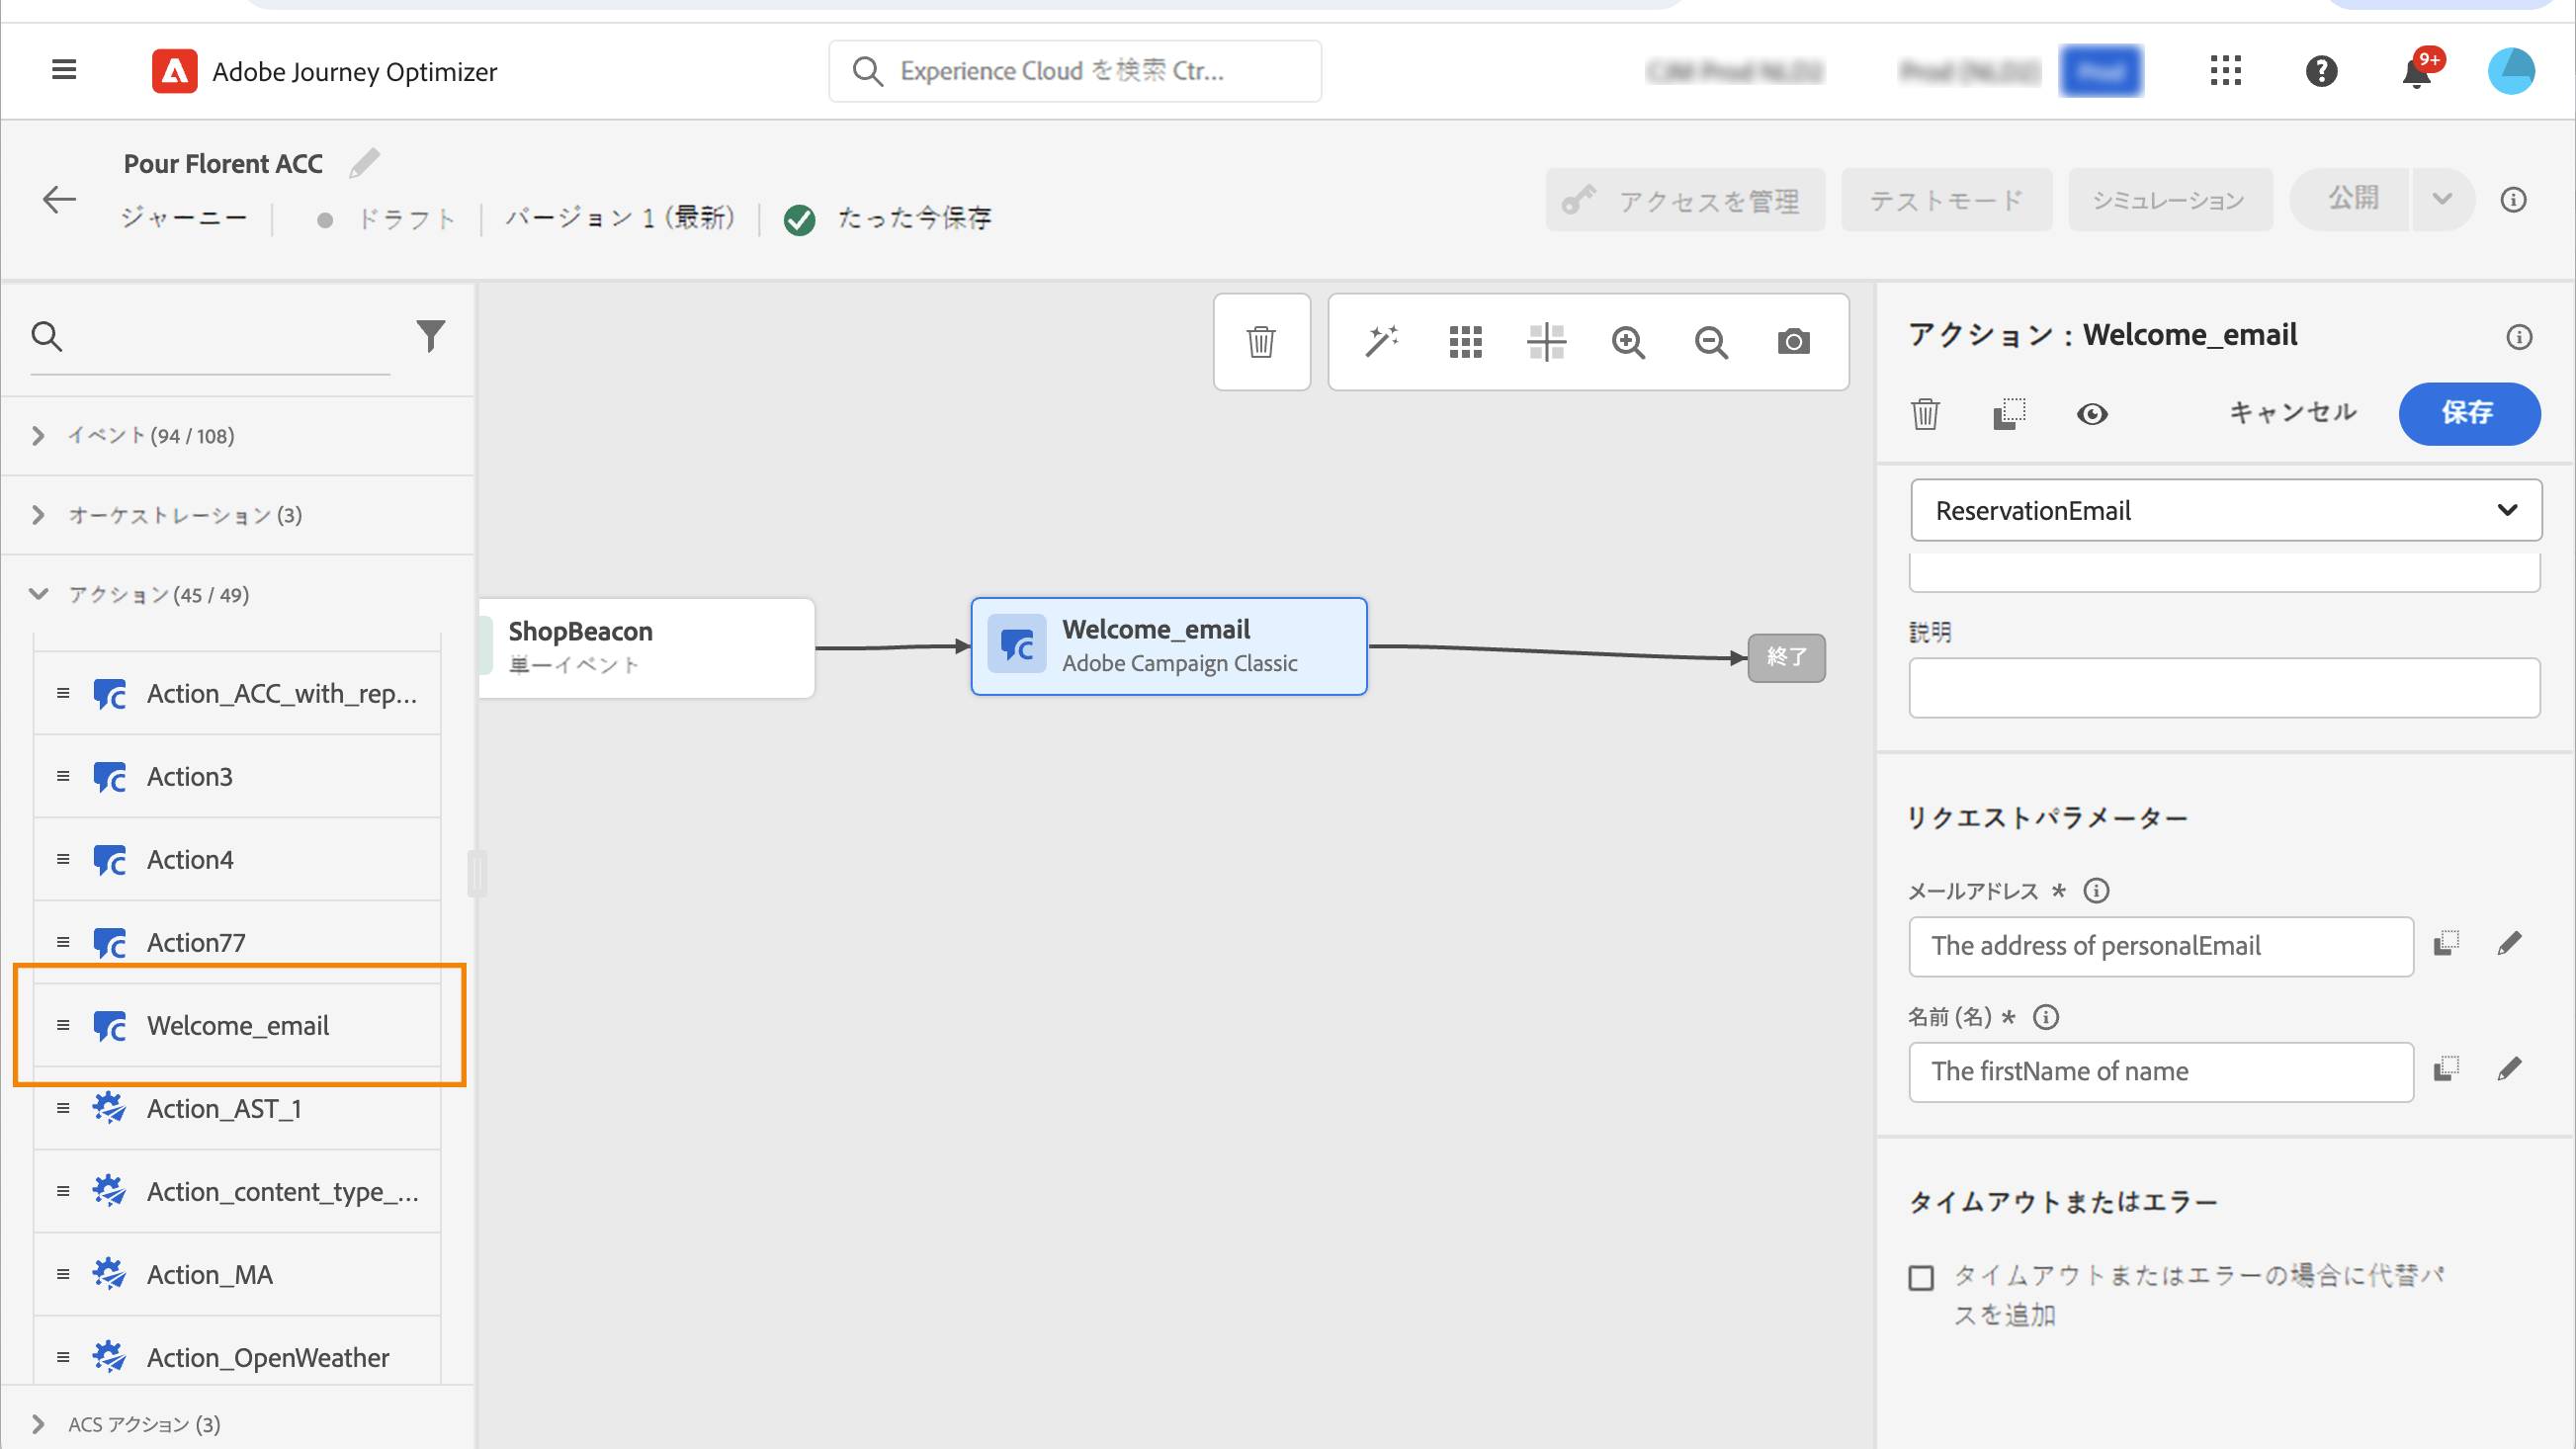 Adobe Journey Optimizer
Experience Cloud を検索 Ctr...
9+
Pour Florent ACC
ジャーニー
ドラフト
バージョン 1 (最新)
たった今保存
アクセスを管理
テストモード
シミュレーション
公開
イベント (94 / 108)
オーケストレーション (3)
アクション (45 / 49)
Action_ACC_with_rep...
Action3
Action4
Action77
Welcome_email
Action_AST_1
Action_content_type_...
Action_MA
Action_OpenWeather
ACS アクション (3)
ShopBeacon
単一イベント
Welcome_email
Adobe Campaign Classic
終了
アクション : Welcome_email
キャンセル
保存
ReservationEmail
説明
リクエストパラメーター
メールアドレス *
The address of personalEmail
名前 (名) *
The firstName of name
タイムアウトまたはエラー
タイムアウトまたはエラーの場合に代替パ
スを追加